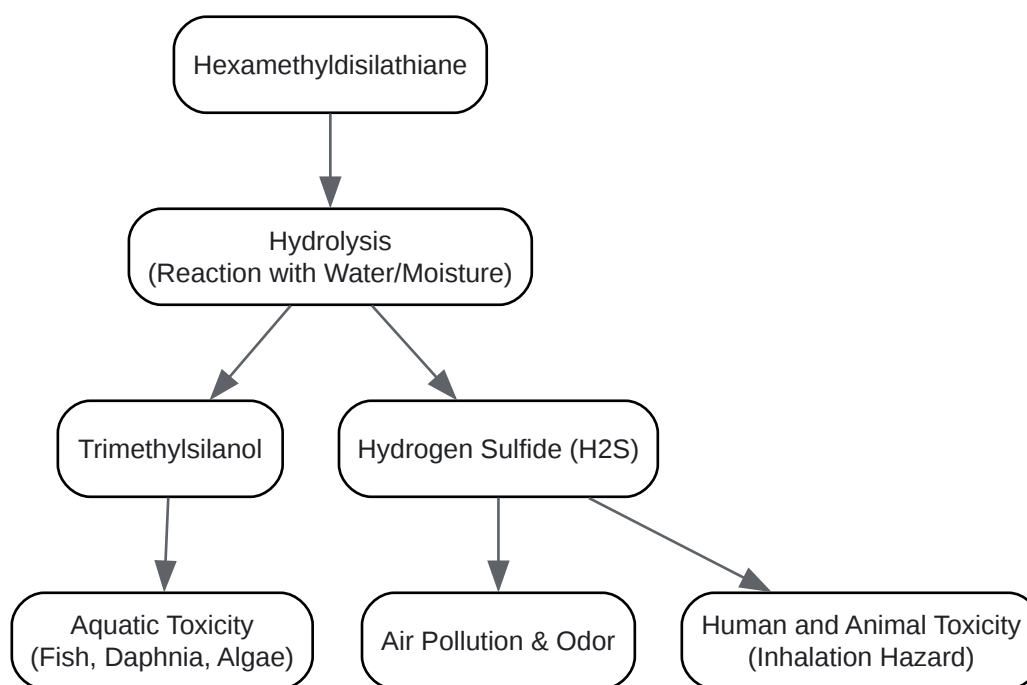 Hexamethyldisilathiane
Hydrolysis
(Reaction with Water/Moisture)
Trimethylsilanol
Hydrogen Sulfide (H2S)
Aquatic Toxicity
(Fish, Daphnia, Algae)
Air Pollution & Odor
Human and Animal Toxicity
(Inhalation Hazard)